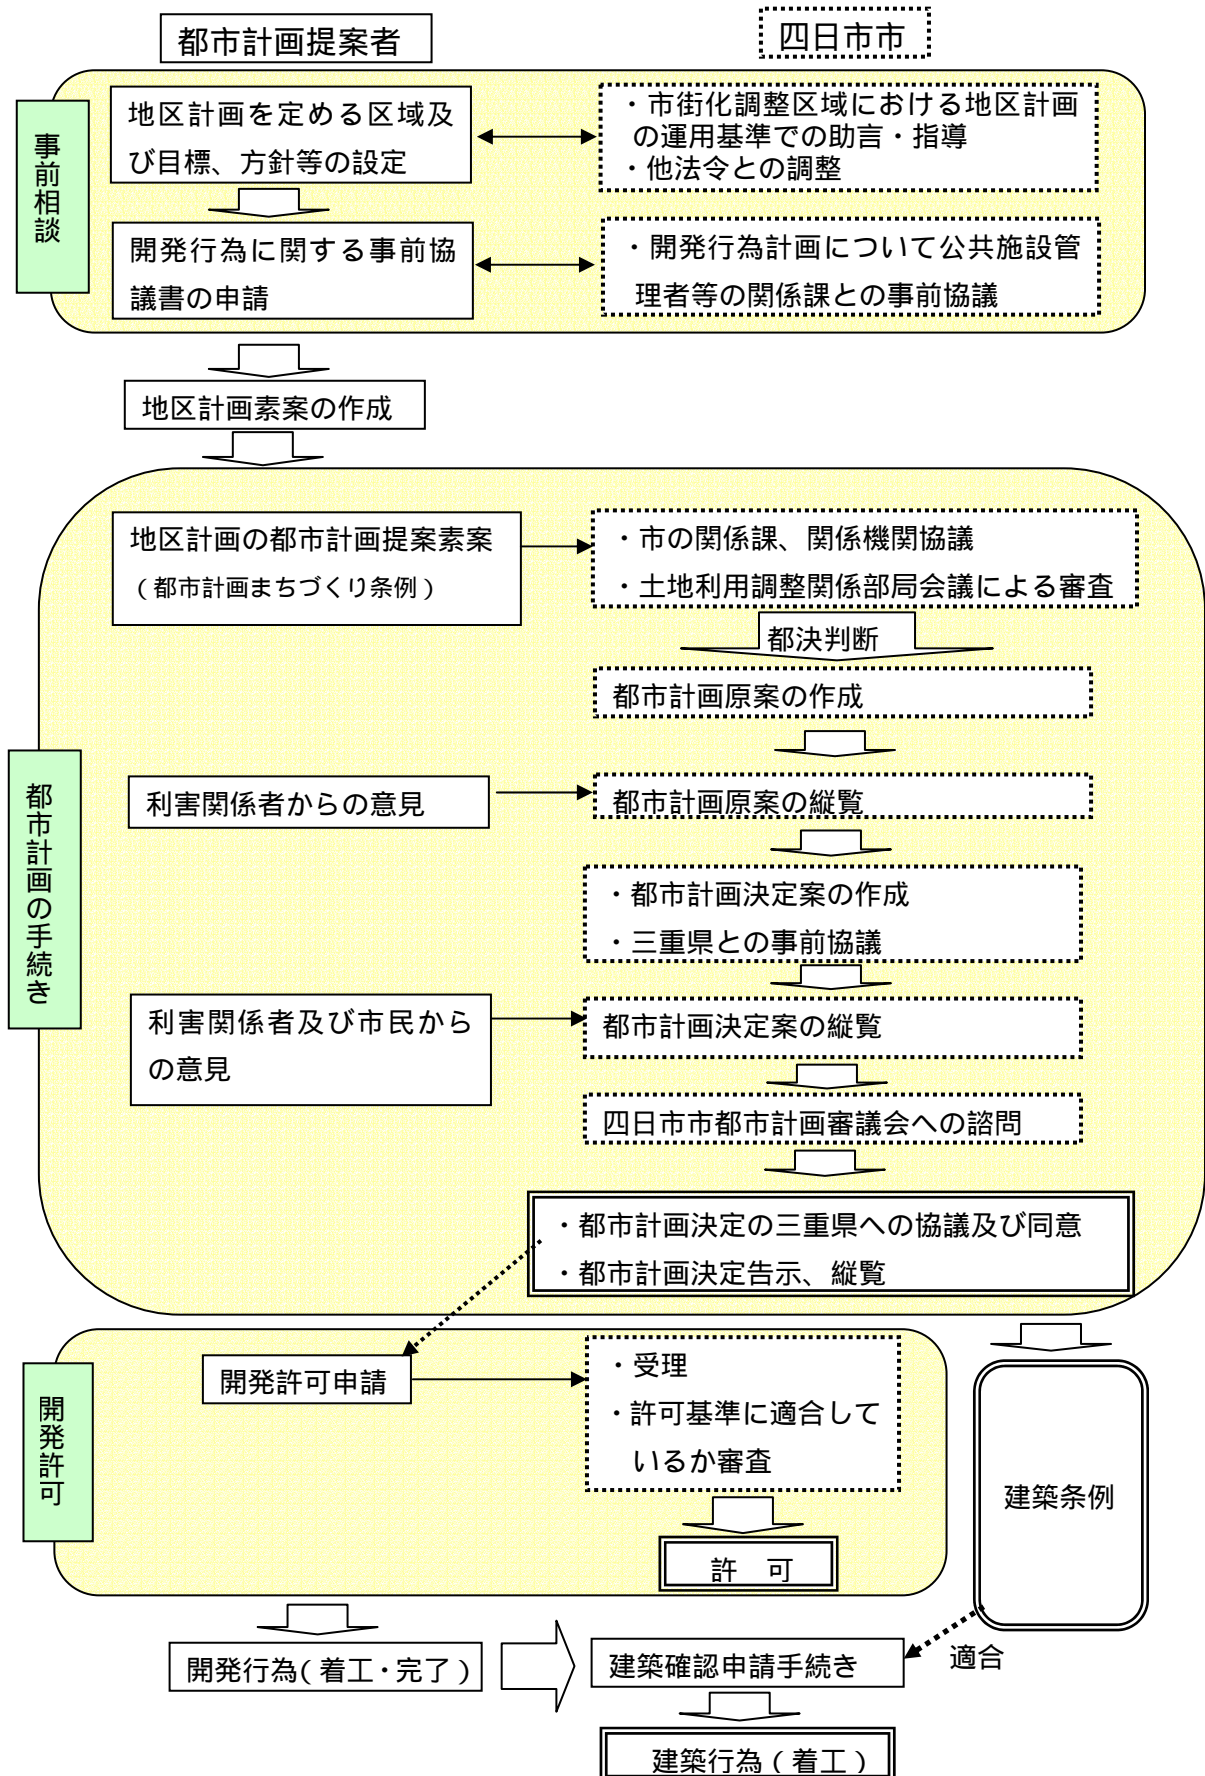 都市計画提案者
四日市市
事前相談
地区計画を定める区域及
び目標、方針等の設定
・市街化調整区域における地区計画
の運用基準での助言・指導
・他法令との調整
開発行為に関する事前協
議書の申請
・開発行為計画について公共施設管
理者等の関係課との事前協議
地区計画素案の作成
都市計画の手続き
地区計画の都市計画提案素案
(都市計画まちづくり条例)
・市の関係課、関係機関協議
・土地利用調整関係部局会議による審査
都決判断
都市計画原案の作成
利害関係者からの意見
都市計画原案の縦覧
・都市計画決定案の作成
・三重県との事前協議
利害関係者及び市民から
の意見
都市計画決定案の縦覧
四日市市都市計画審議会への諮問
・都市計画決定の三重県への協議及び同意
・都市計画決定告示、縦覧
開発許可
開発許可申請
・受理
・許可基準に適合して
いるか審査
許 可
建築条例
開発行為(着工・完了)
建築確認申請手続き
適合
建築行為(着工)